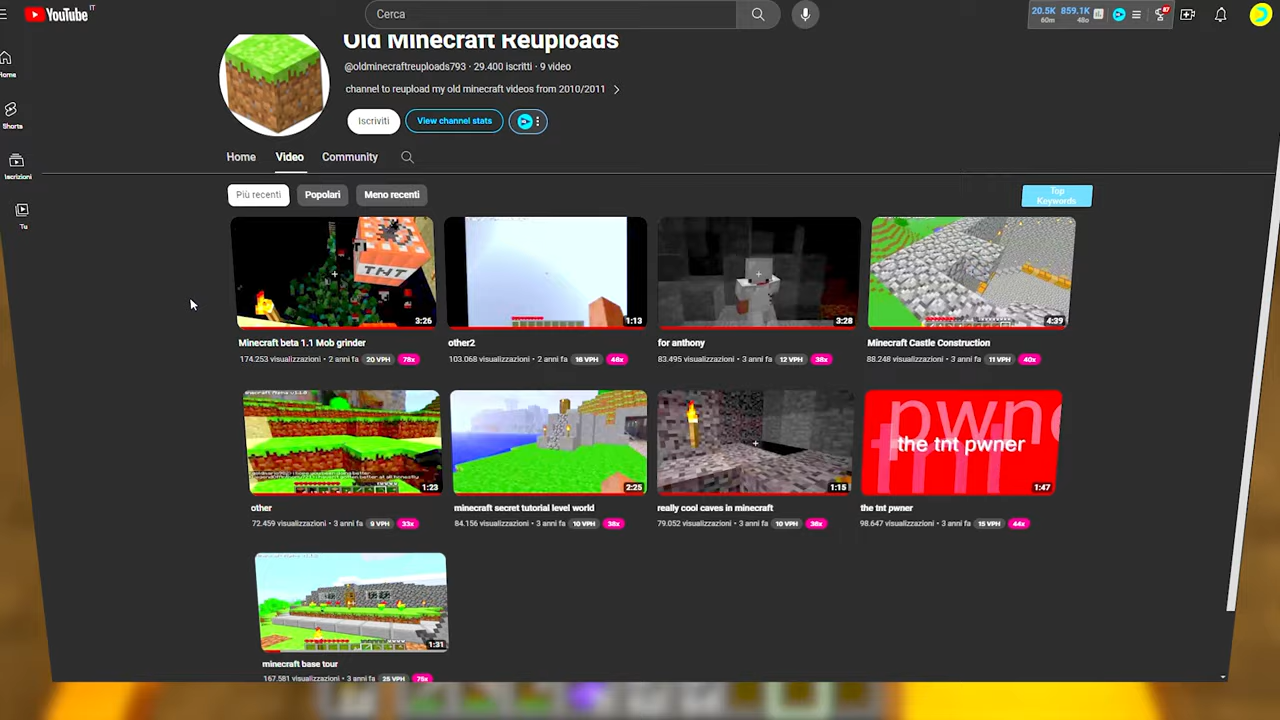 YouTube IT
Cerca
20.5K 859.1K
60m 48o
87
Home
Shorts
Iscrizioni
Tu
Old Minecraft Reuploads
@oldminecraftreuploads793 · 29.400 iscritti · 9 video
channel to reupload my old minecraft videos from 2010/2011
Iscriviti
View channel stats
Home Video Community
Più recenti Popolari Meno recenti
Top
Keywords
TNT
3:26
1:13
3:28
4:39
Minecraft beta 1.1 Mob grinder
174.253 visualizzazioni • 2 anni fa 20 VPH 78x
other2
103.068 visualizzazioni • 2 anni fa 16 VPH 46x
for anthony
83.495 visualizzazioni • 3 anni fa 12 VPH 38x
Minecraft Castle Construction
88.248 visualizzazioni • 3 anni fa 11 VPH 40x
1:23
2:25
1:15
pwne
tnt
the tnt pwner
1:47
other
72.459 visualizzazioni • 3 anni fa 9 VPH 33x
minecraft secret tutorial level world
84.156 visualizzazioni • 3 anni fa 10 VPH 38x
really cool caves in minecraft
79.052 visualizzazioni • 3 anni fa 10 VPH 36x
the tnt pwner
98.647 visualizzazioni • 3 anni fa 15 VPH 44x
1:31
minecraft base tour
167.581 visualizzazioni • 3 anni fa 25 VPH 75x